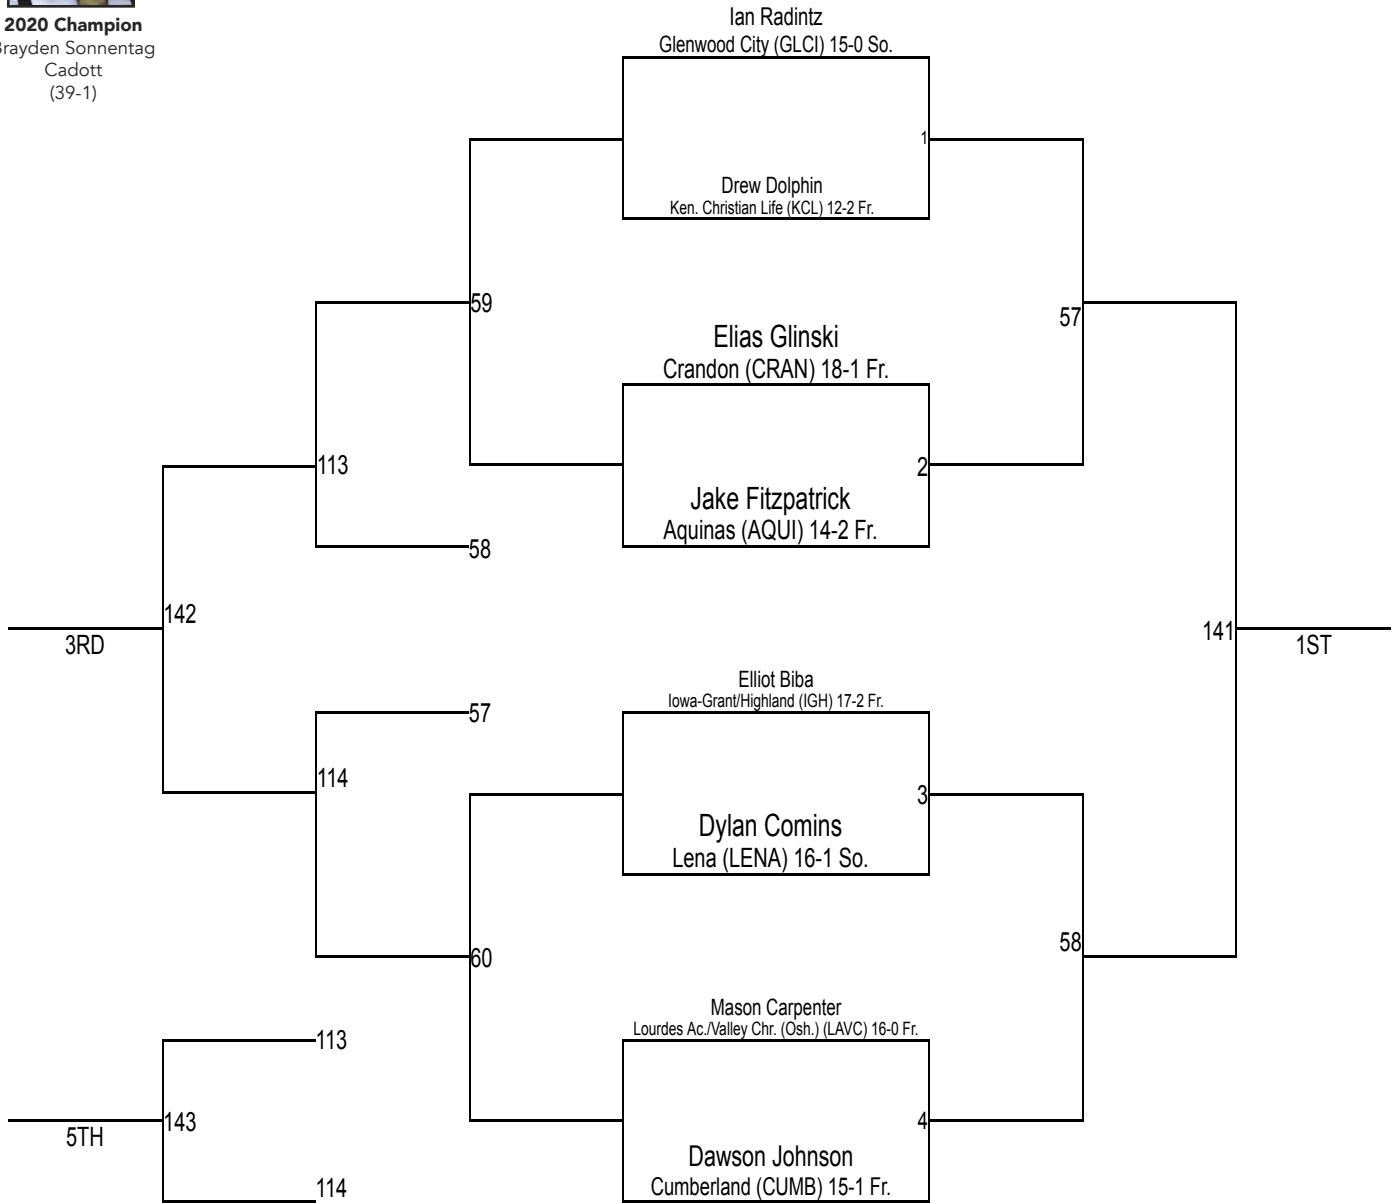 2020 Champion
Brayden Sonnentag
Cadott
(39-1)
Ian Radintz
Glenwood City (GLCI) 15-0 So.
1
Drew Dolphin
Ken. Christian Life (KCL) 12-2 Fr.
59
57
Elias Glinski
Crandon (CRAN) 18-1 Fr.
113
2
Jake Fitzpatrick
Aquinas (AQUI) 14-2 Fr.
58
142
3RD
141
1ST
Elliot Biba
Iowa-Grant/Highland (IGH) 17-2 Fr.
57
114
3
Dylan Comins
Lena (LENA) 16-1 So.
60
58
Mason Carpenter
Lourdes Ac./Valley Chr. (Osh.) (LAVC) 16-0 Fr.
113
143
5TH
4
Dawson Johnson
Cumberland (CUMB) 15-1 Fr.
114